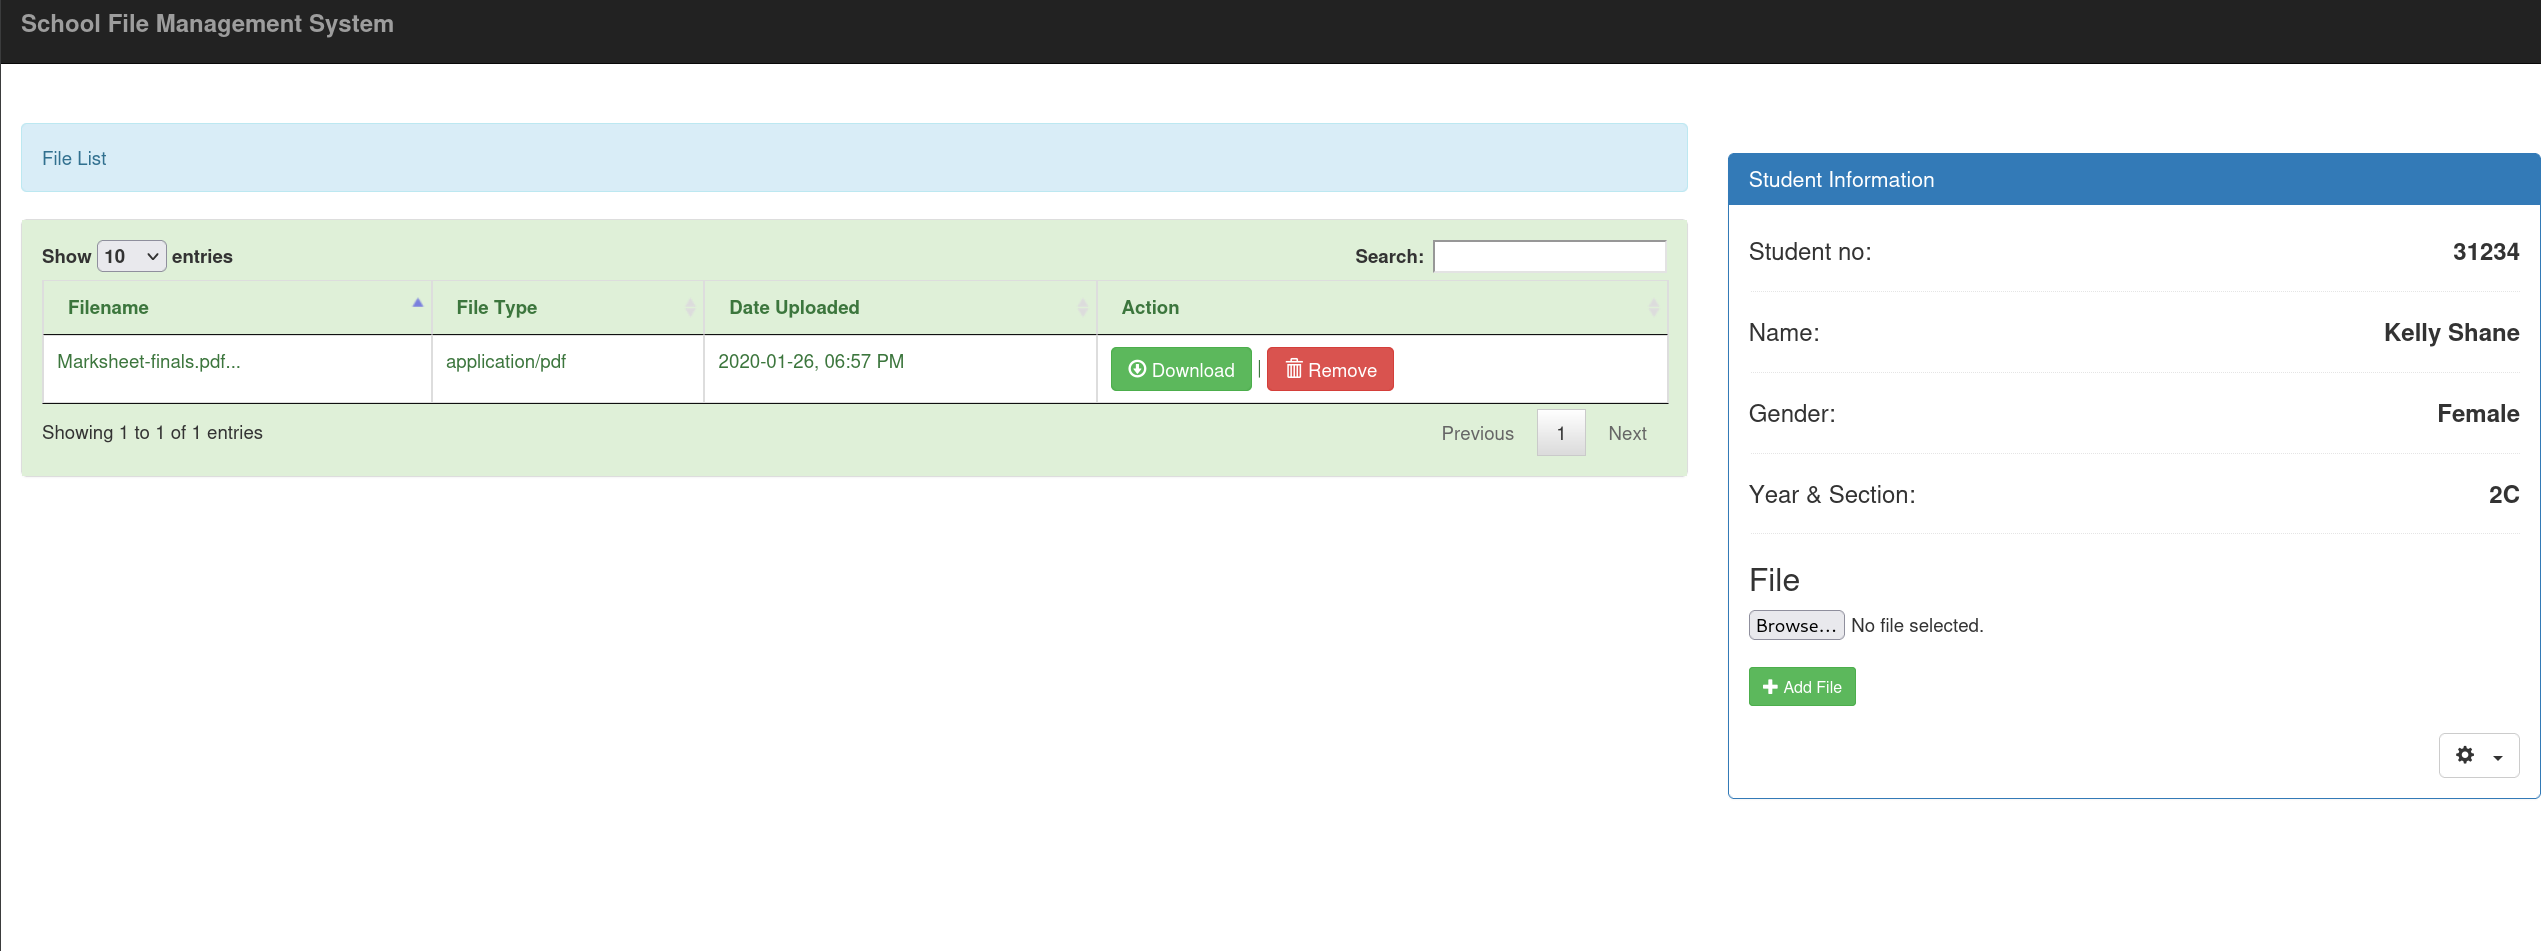 School File Management System
File List
Show 10 entries
Search:
Filename File Type Date Uploaded Action
Marksheet-finals.pdf... application/pdf 2020-01-26, 06:57 PM Download | Remove
Showing 1 to 1 of 1 entries
Previous 1 Next
Student Information
Student no: 31234
Name: Kelly Shane
Gender: Female
Year & Section: 2C
File
Browse... No file selected.
Add File